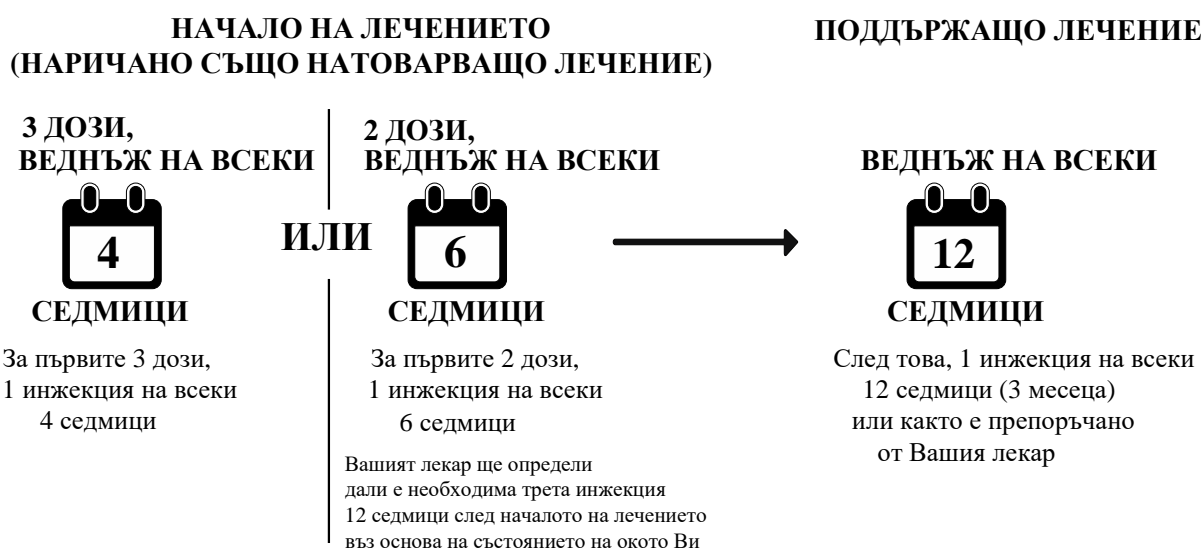 НАЧАЛО НА ЛЕЧЕНИЕТО
(НАРИЧАНО СЪЩО НАТОВАРВАЩО ЛЕЧЕНИЕ)
3 ДОЗИ,
ВЕДНЪЖ НА ВСЕКИ
4
СЕДМИЦИ
За първите 3 дози,
1 инжекция на всеки
4 седмици
ИЛИ
2 ДОЗИ,
ВЕДНЪЖ НА ВСЕКИ
6
СЕДМИЦИ
За първите 2 дози,
1 инжекция на всеки
6 седмици
Вашият лекар ще определи
дали е необходима трета инжекция
12 седмици след началото на лечението
въз основа на състоянието на окото Ви
ПОДДЪРЖАЩО ЛЕЧЕНИЕ
ВЕДНЪЖ НА ВСЕКИ
12
СЕДМИЦИ
След това, 1 инжекция на всеки
12 седмици (3 месеца)
или както е препоръчано
от Вашия лекар